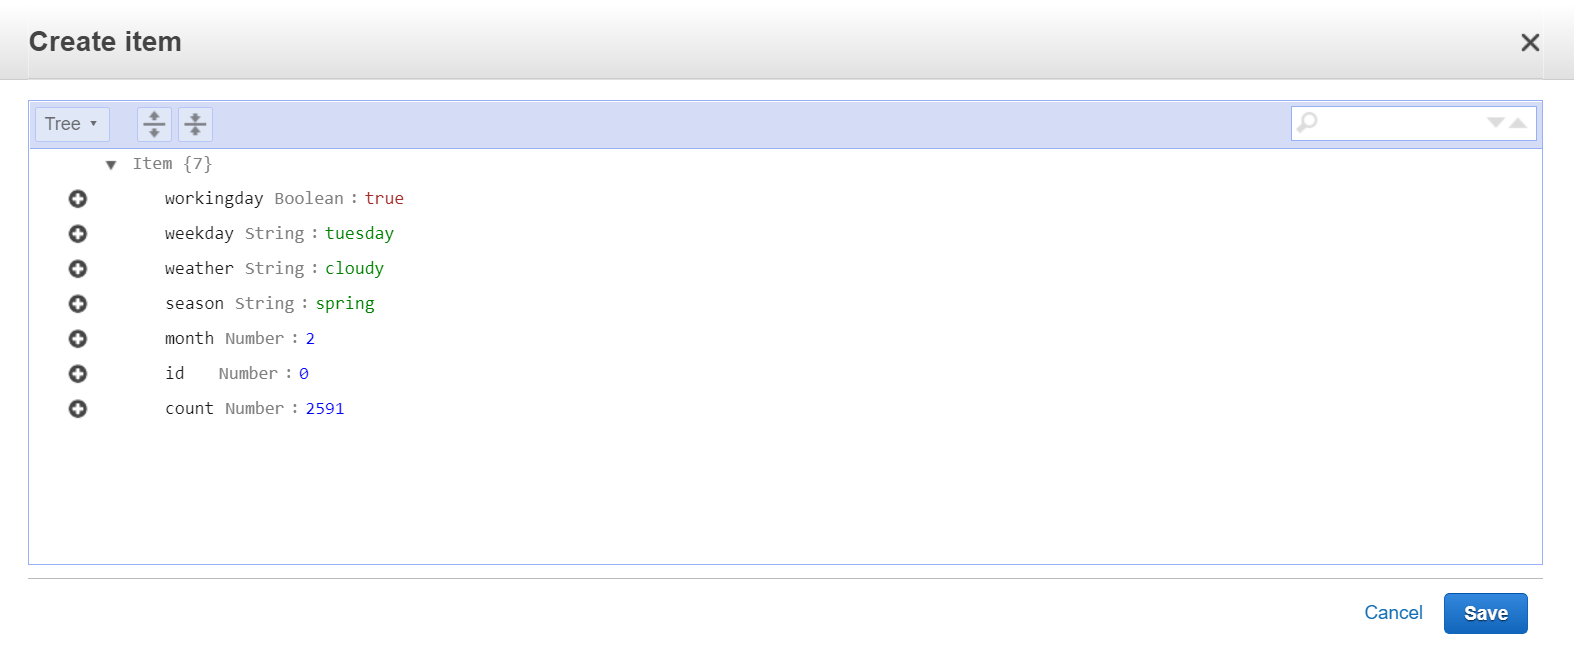 Create item
Tree
Item {7}
workingday Boolean : true
weekday String : tuesday
weather String : cloudy
season String : spring
month Number : 2
id Number : 0
count Number : 2591
Cancel Save